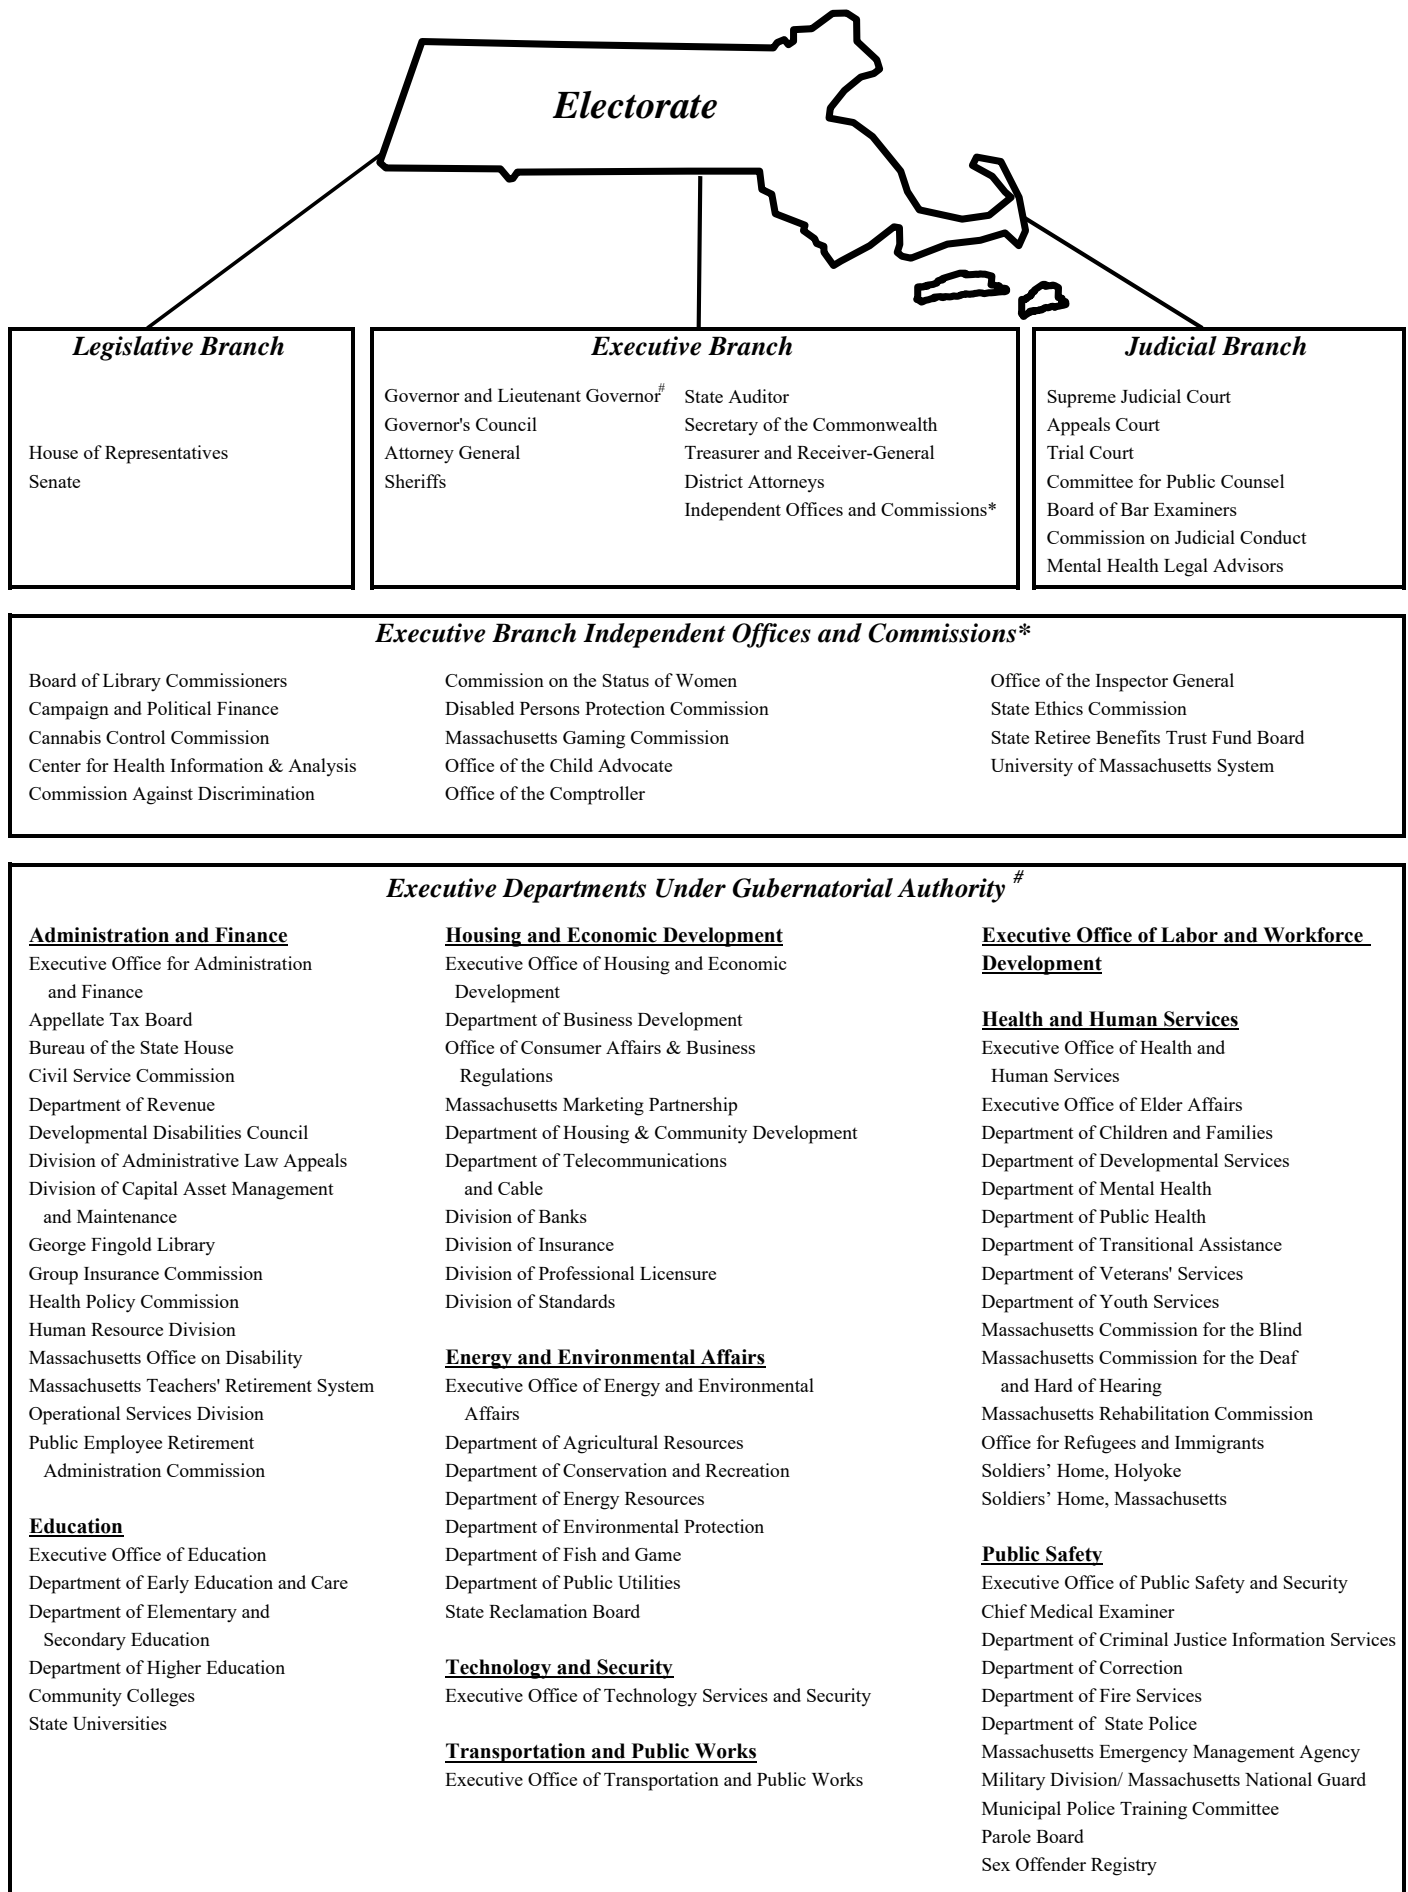 Electorate
Legislative Branch
House of Representatives
Senate
Executive Branch
Governor and Lieutenant Governor#
Governor's Council
Attorney General
Sheriffs
State Auditor
Secretary of the Commonwealth
Treasurer and Receiver-General
District Attorneys
Independent Offices and Commissions*
Judicial Branch
Supreme Judicial Court
Appeals Court
Trial Court
Committee for Public Counsel
Board of Bar Examiners
Commission on Judicial Conduct
Mental Health Legal Advisors
Executive Branch Independent Offices and Commissions*
Board of Library Commissioners
Campaign and Political Finance
Cannabis Control Commission
Center for Health Information & Analysis
Commission Against Discrimination
Commission on the Status of Women
Disabled Persons Protection Commission
Massachusetts Gaming Commission
Office of the Child Advocate
Office of the Comptroller
Office of the Inspector General
State Ethics Commission
State Retiree Benefits Trust Fund Board
University of Massachusetts System
Executive Departments Under Gubernatorial Authority #
Administration and Finance
Executive Office for Administration
and Finance
Appellate Tax Board
Bureau of the State House
Civil Service Commission
Department of Revenue
Developmental Disabilities Council
Division of Administrative Law Appeals
Division of Capital Asset Management
and Maintenance
George Fingold Library
Group Insurance Commission
Health Policy Commission
Human Resource Division
Massachusetts Office on Disability
Massachusetts Teachers' Retirement System
Operational Services Division
Public Employee Retirement
Administration Commission
Education
Executive Office of Education
Department of Early Education and Care
Department of Elementary and
Secondary Education
Department of Higher Education
Community Colleges
State Universities
Housing and Economic Development
Executive Office of Housing and Economic
Development
Department of Business Development
Office of Consumer Affairs & Business
Regulations
Massachusetts Marketing Partnership
Department of Housing & Community Development
Department of Telecommunications
and Cable
Division of Banks
Division of Insurance
Division of Professional Licensure
Division of Standards
Energy and Environmental Affairs
Executive Office of Energy and Environmental
Affairs
Department of Agricultural Resources
Department of Conservation and Recreation
Department of Energy Resources
Department of Environmental Protection
Department of Fish and Game
Department of Public Utilities
State Reclamation Board
Technology and Security
Executive Office of Technology Services and Security
Transportation and Public Works
Executive Office of Transportation and Public Works
Executive Office of Labor and Workforce
Development
Health and Human Services
Executive Office of Health and
Human Services
Executive Office of Elder Affairs
Department of Children and Families
Department of Developmental Services
Department of Mental Health
Department of Public Health
Department of Transitional Assistance
Department of Veterans' Services
Department of Youth Services
Massachusetts Commission for the Blind
Massachusetts Commission for the Deaf
and Hard of Hearing
Massachusetts Rehabilitation Commission
Office for Refugees and Immigrants
Soldiers’ Home, Holyoke
Soldiers’ Home, Massachusetts
Public Safety
Executive Office of Public Safety and Security
Chief Medical Examiner
Department of Criminal Justice Information Services
Department of Correction
Department of Fire Services
Department of State Police
Massachusetts Emergency Management Agency
Military Division/ Massachusetts National Guard
Municipal Police Training Committee
Parole Board
Sex Offender Registry